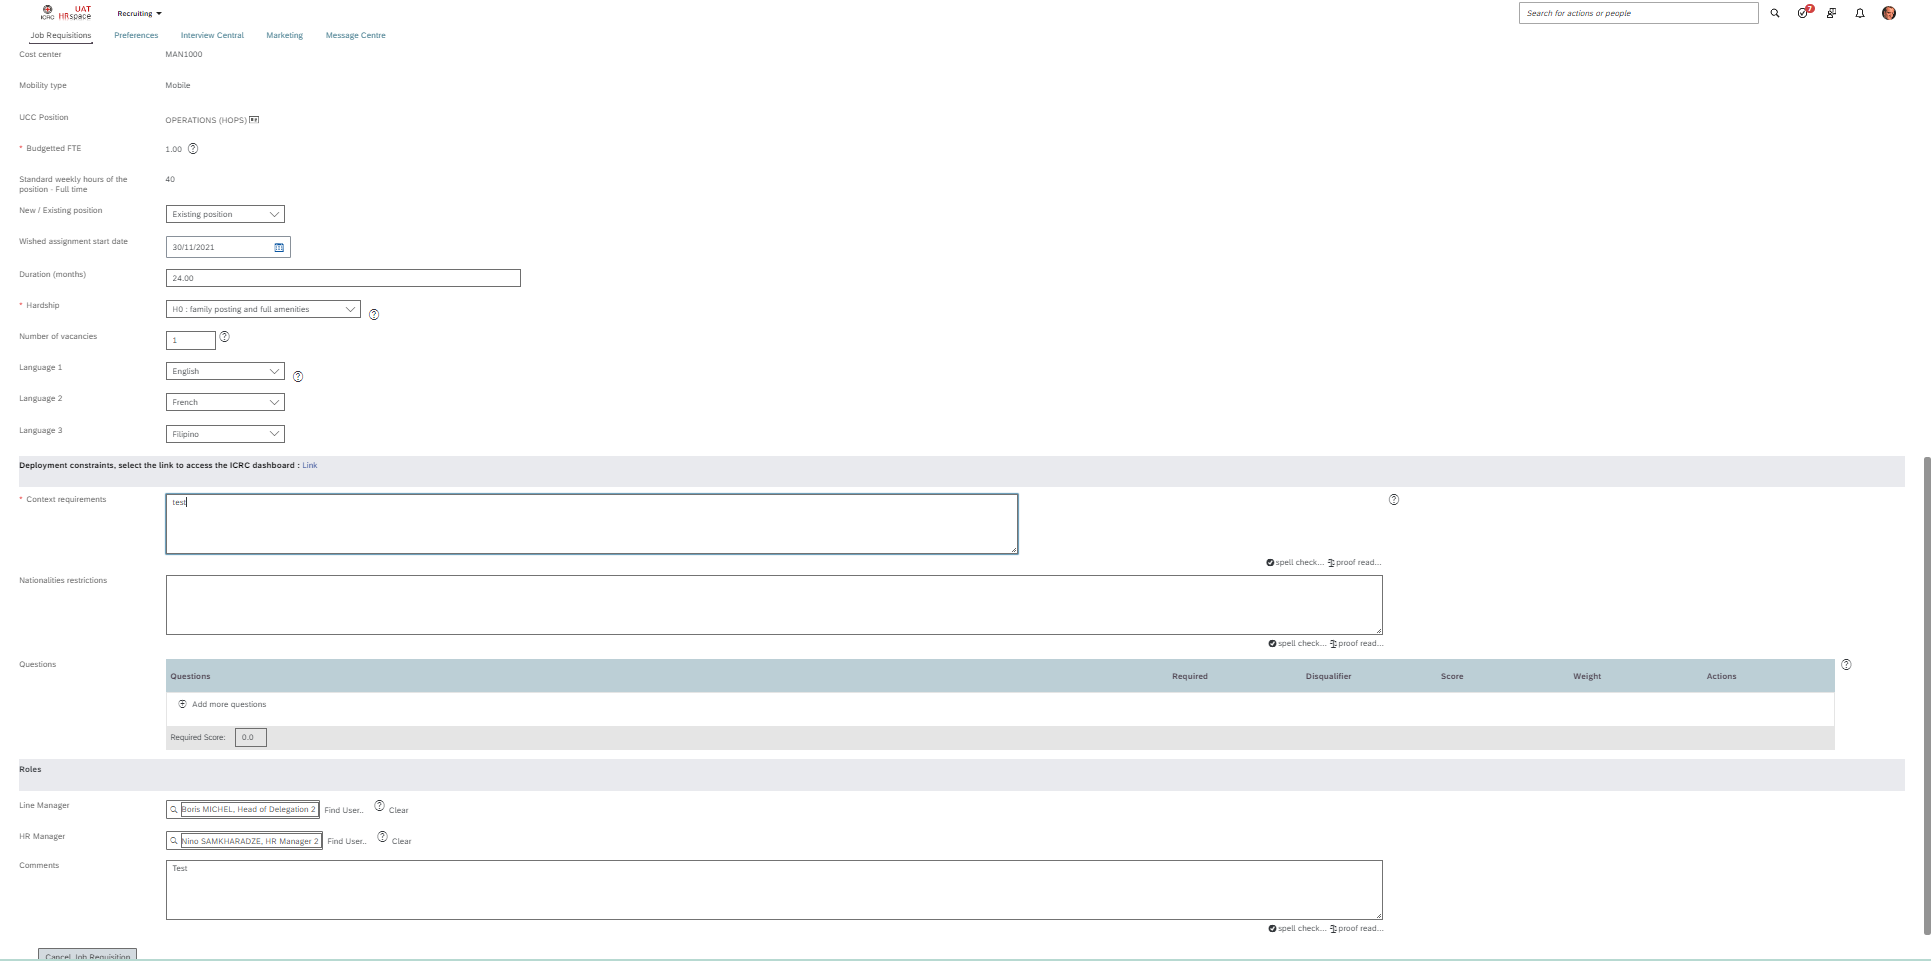 ICRC
UAT
HRspace
Recruiting
Search for actions or people
7
Job Requisitions Preferences Interview Central Marketing Message Centre
Cost center MAN1000
Mobility type Mobile
UCC Position OPERATIONS (HOPS)
* Budgetted FTE 1.00
Standard weekly hours of the
position - Full time
40
New / Existing position Existing position
Wished assignment start date 30/11/2021
Duration (months) 24.00
* Hardship H0 : family posting and full amenities
Number of vacancies 1
Language 1 English
Language 2 French
Language 3 Filipino
Deployment constraints, select the link to access the ICRC dashboard : Link
* Context requirements test
spell check... proof read...
Nationalities restrictions
spell check... proof read...
Questions
Questions Required Disqualifier Score Weight Actions
Add more questions
Required Score: 0.0
Roles
Line Manager Boris MICHEL, Head of Delegation 2 Find User.. Clear
HR Manager Nino SAMKHARADZE, HR Manager 2 Find User.. Clear
Comments Test
spell check... proof read...
Cancel Job Requisition